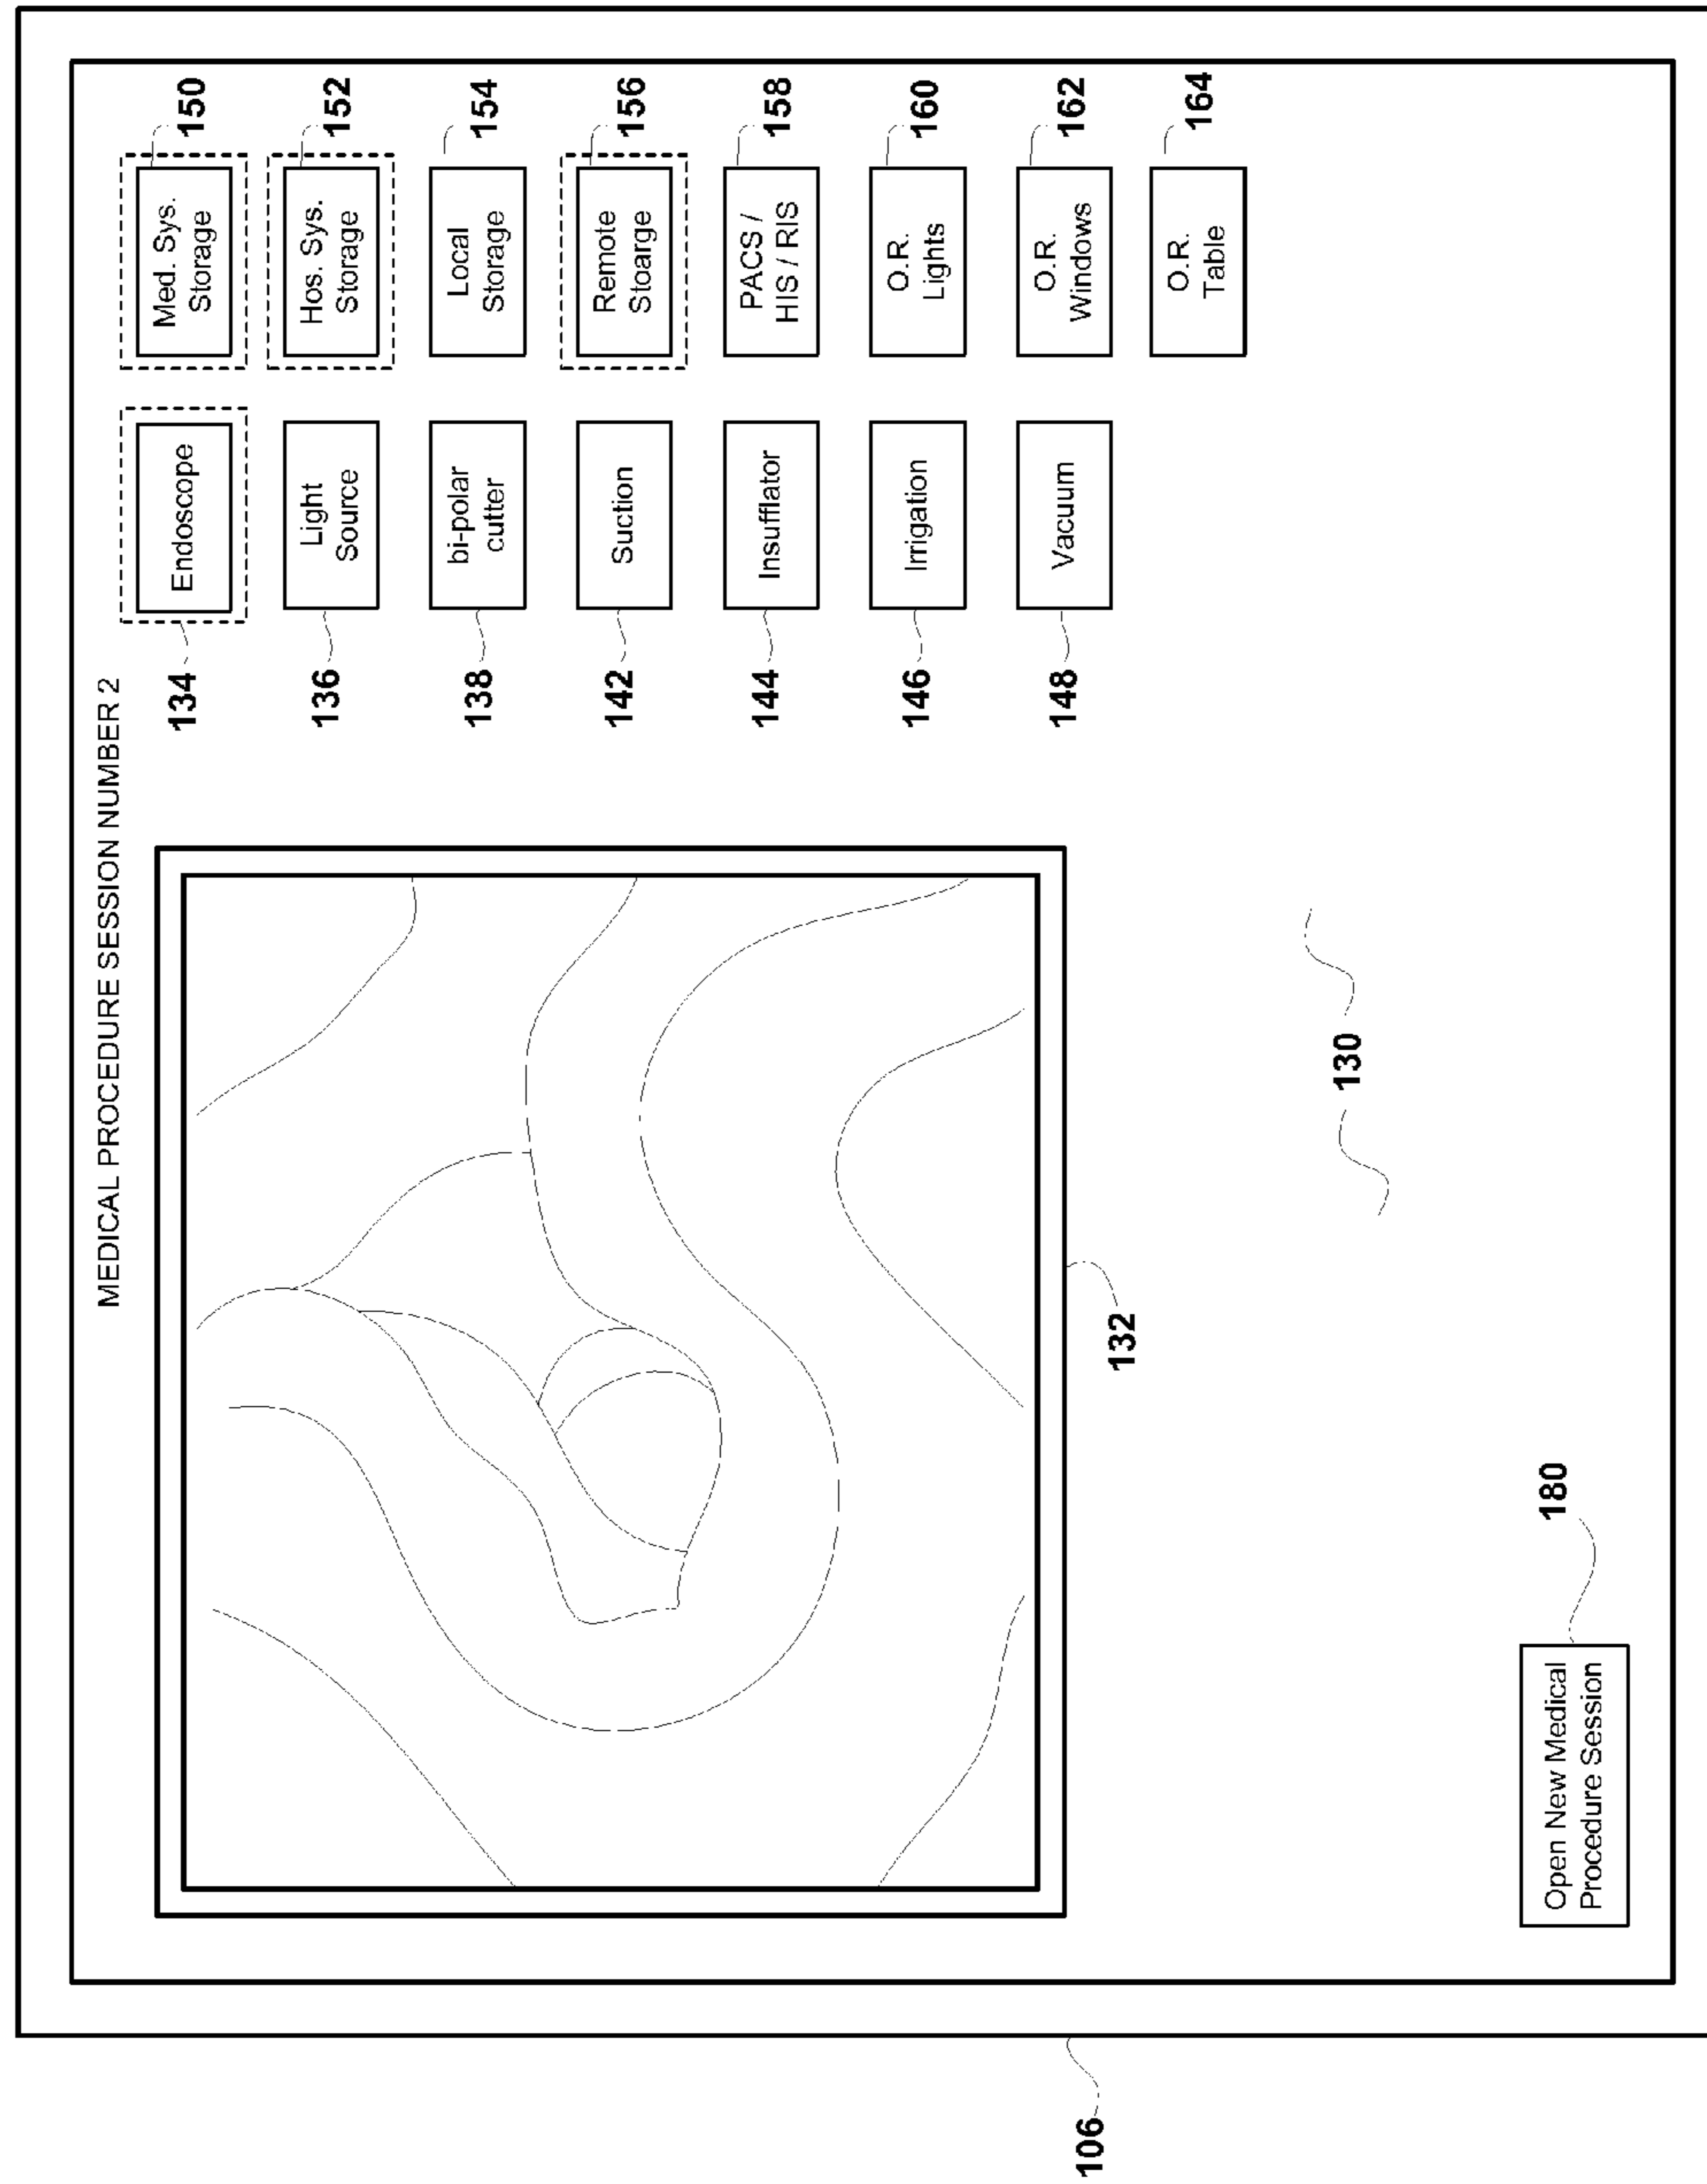 MEDICAL PROCEDURE SESSION NUMBER 2
134
Endoscope
Med. Sys.
Storage
150
136
Light
Source
Hos. Sys.
Storage
152
138
bi-polar
cutter
Local
Storage
154
142
Suction
Remote
Stoarge
156
144
Insufflator
PACS /
HIS / RIS
158
146
Irrigation
O.R.
Lights
160
148
Vacuum
O.R.
Windows
162
O.R.
Table
164
132
106
130
Open New Medical
Procedure Session
180